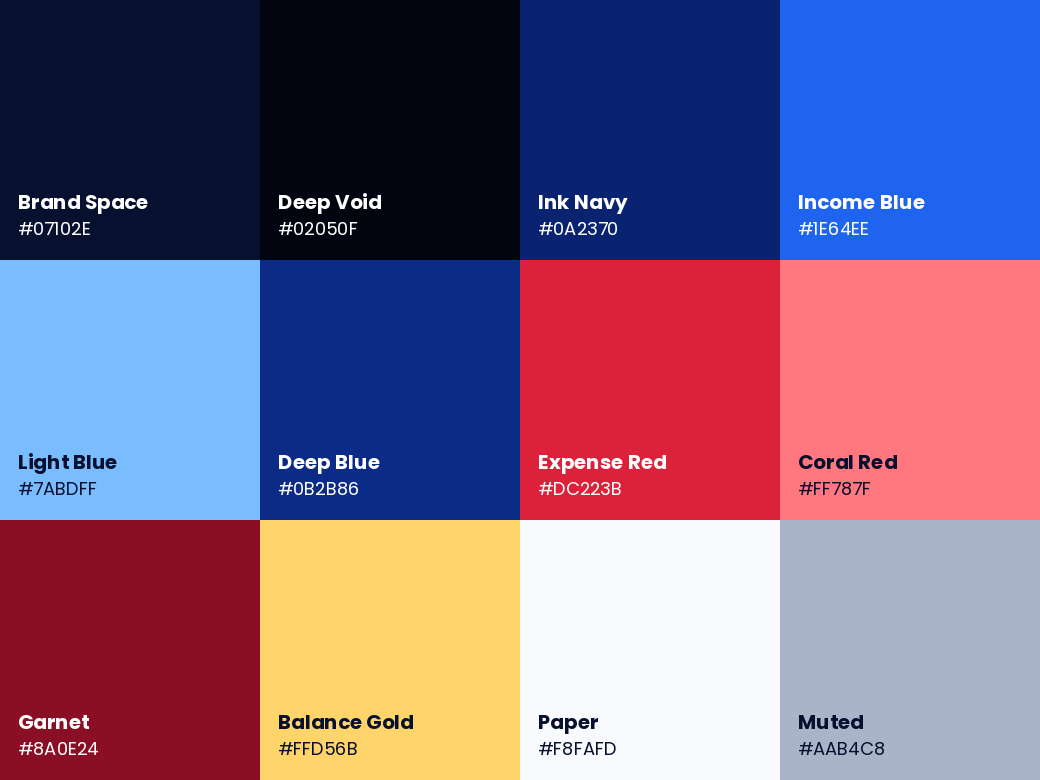 Brand Space
#07102E
Deep Void
#02050F
Ink Navy
#0A2370
Income Blue
#1E64EE
Light Blue
#7ABDFF
Deep Blue
#0B2B86
Expense Red
#DC223B
Coral Red
#FF787F
Garnet
#8A0E24
Balance Gold
#FFD56B
Paper
#F8FAFD
Muted
#AAB4C8